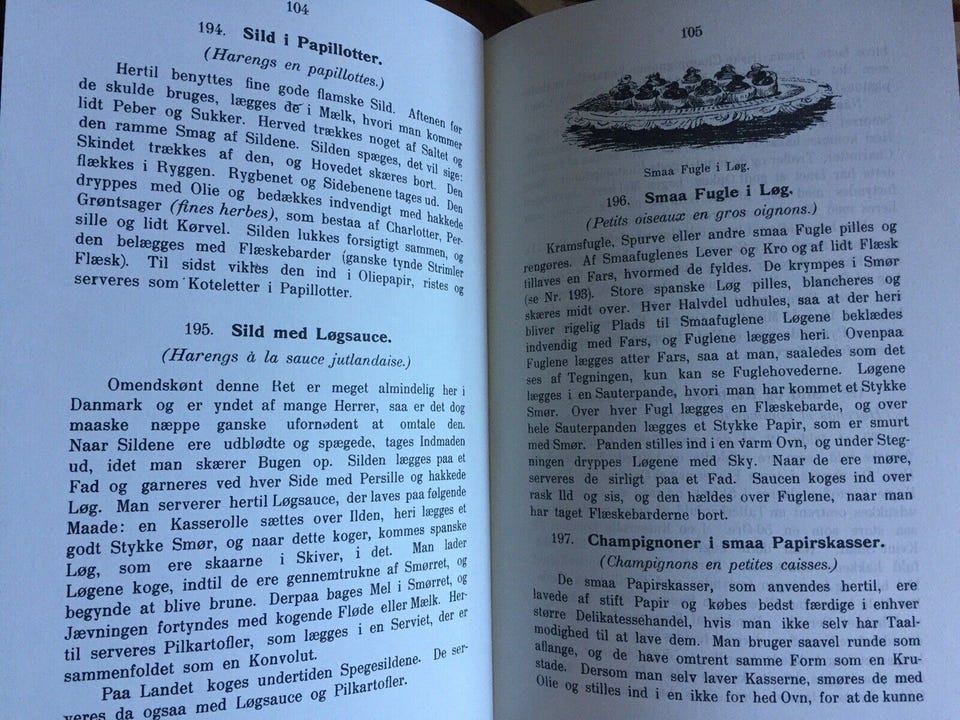 104
194. Sild i Papillotter.
(Harengs en papillottes.)
Hertil benyttes fine gode flamske Sild. Aftenen før
de skulde bruges, lægges de i Mælk, hvori man kommer
lidt Peber og Sukker. Herved trækkes noget af Saltet og
den ramme Smag af Sildene. Silden spæges, det vil sige:
Skindet trækkes af den, og Hovedet skæres bort. Den
flækkes i Ryggen. Rygbenet og Sidebenene tages ud. Den
dryppes med Olie og bedækkes indvendigt med hakkede
Grøntsager (fines herbes), som bestaa af Charlotter, Per-
sille og lidt Kørvel. Silden lukkes forsigtigt sammen, og
den belægges med Flæskebarder (ganske tynde Strimler
Flæsk). Til sidst vikles den ind i Oliepapir, ristes og
serveres som Koteletter i Papillotter.
195. Sild med Løgsauce.
(Harengs à la sauce jutlandaise.)
Omendskønt denne Ret er meget almindelig her i
Danmark og er yndet af mange Herrer, saa er det dog
maaske næppe ganske ufornødent at omtale den.
Naar Sildene ere udblødte og spægede, tages Indmaden
ud, idet man skærer Bugen op. Silden lægges paa et
Fad og garneres ved hver Side med Persille og hakkede
Løg. Man serverer hertil Løgsauce, der laves paa følgende
Maade: en Kasserolle sættes over Ilden, heri lægges et
godt Stykke Smør, og naar dette koger, kommes spanske
Løg, som ere skaarne i Skiver, i det. Man lader
Løgene koge, indtil de ere gennemtrukne af Smørret, og
begynde at blive brune. Derpaa bages Mel i Smørret, og
Jævningen fortyndes med kogende Fløde eller Mælk. Her-
til serveres Pilkartofler, som lægges i en Serviet, der er
sammenfoldet som en Konvolut.
Paa Landet koges undertiden Spegesildene. De ser-
veres da ogsaa med Løgsauce og Pilkartofler.
105
Smaa Fugle i Løg.
196. Smaa Fugle i Løg.
(Petits oiseaux en gros oignons.)
Kramsfugle, Spurve eller andre smaa Fugle pilles og
rengøres. Af Smaafuglenes Lever og Kro og af lidt Flæsk
tillaves en Fars, hvormed de fyldes. De krympes i Smør
(se Nr. 193). Store spanske Løg pilles, blancheres og
skæres midt over. Hver Halvdel udhules, saa at der heri
bliver rigelig Plads til Smaafuglene Løgene beklædes
indvendig med Fars, og Fuglene lægges heri. Ovenpaa
Fuglene lægges atter Fars, saa at man, saaledes som det
ses af Tegningen, kun kan se Fuglehovederne. Løgene
lægges i en Sauterpande, hvori man har kommet et Stykke
Smør. Over hver Fugl lægges en Flæskebarde, og over
hele Sauterpanden lægges et Stykke Papir, som er smurt
med Smør. Panden stilles ind i en varm Ovn, og under Steg-
ningen dryppes Løgene med Sky. Naar de ere møre,
serveres de sirligt paa et Fad. Saucen koges ind over
rask Ild og sis, og den hældes over Fuglene, naar man
har taget Flæskebarderne bort.
197. Champignoner i smaa Papirskasser.
(Champignons en petites caisses.)
De smaa Papirskasser, som anvendes hertil, ere
lavede af stift Papir og købes bedst færdige i enhver
større Delikatessehandel, hvis man ikke selv har Taal-
modighed til at lave dem. Man bruger saavel runde som
aflange, og de have omtrent samme Form som en Kru-
stade. Dersom man selv laver Kasserne, smøres de med
Olie og stilles ind i en ikke for hed Ovn, for at de kunne